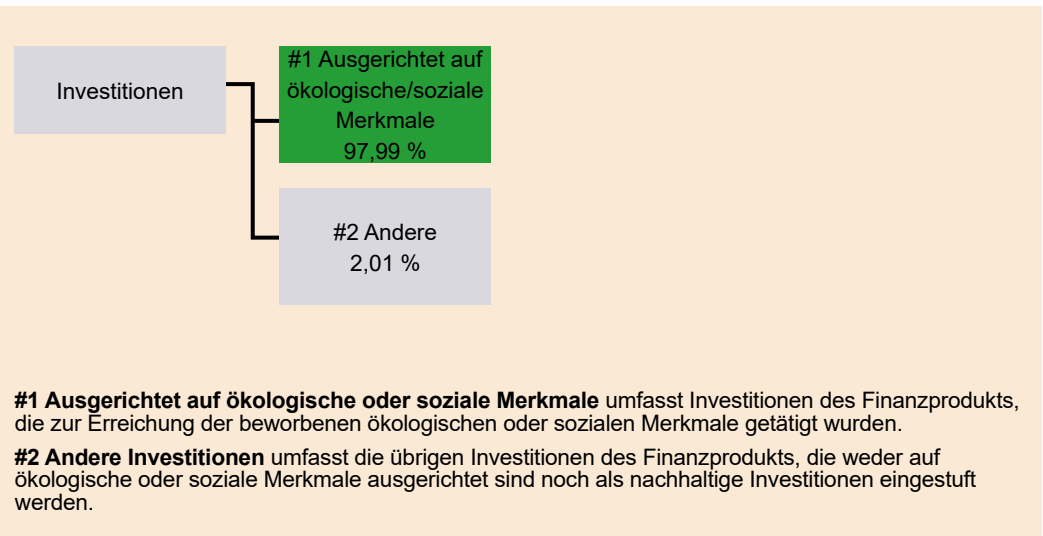 Investitionen
#1 Ausgerichtet auf
ökologische/soziale
Merkmale
97,99 %
#2 Andere
2,01 %
#1 Ausgerichtet auf ökologische oder soziale Merkmale umfasst Investitionen des Finanzprodukts,
die zur Erreichung der beworbenen ökologischen oder sozialen Merkmale getätigt wurden.
#2 Andere Investitionen umfasst die übrigen Investitionen des Finanzprodukts, die weder auf
ökologische oder soziale Merkmale ausgerichtet sind noch als nachhaltige Investitionen eingestuft
werden.